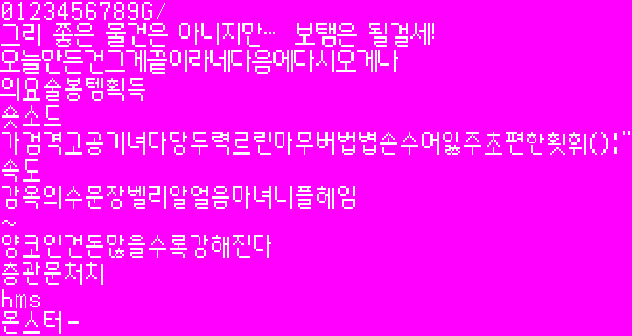 0123456789G/
그리 좋은 물건은 아니지만… 보탬은 될걸세!
오늘만든건그게끝이라네다음에다시오게나
의요술봉템획득
숏소드
가검격고공기녀다당두력르린마무버법볍손수어잃주초편한횟휘()¦"
속도
감옥의수문장벨리알얼음마녀니플헤임
~
양코인건돈많을수록강해진다
층관문처치
hms
몬스터-